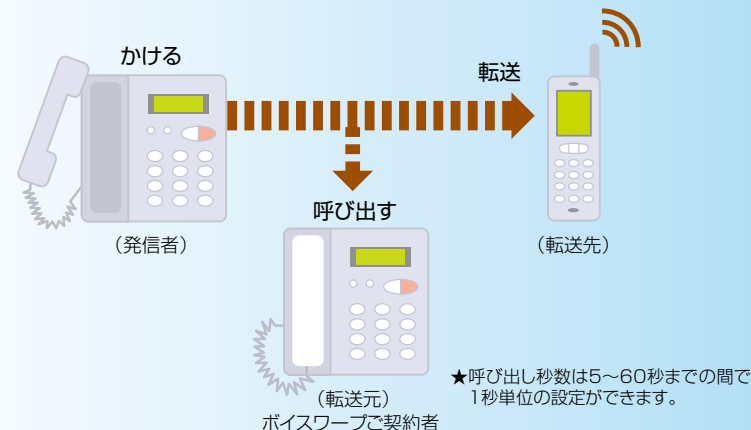 かける
転送
呼び出す
（発信者）
（転送先）
（転送元）
ボイスワープご契約者
★呼び出し秒数は5～60秒までの間で
1秒単位の設定ができます。